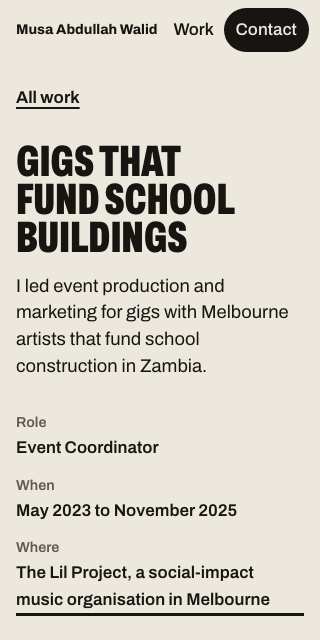 Musa Abdullah Walid Work Contact
All work
GIGS THAT
FUND SCHOOL
BUILDINGS
I led event production and
marketing for gigs with Melbourne
artists that fund school
construction in Zambia.
Role
Event Coordinator
When
May 2023 to November 2025
Where
The Lil Project, a social-impact
music organisation in Melbourne